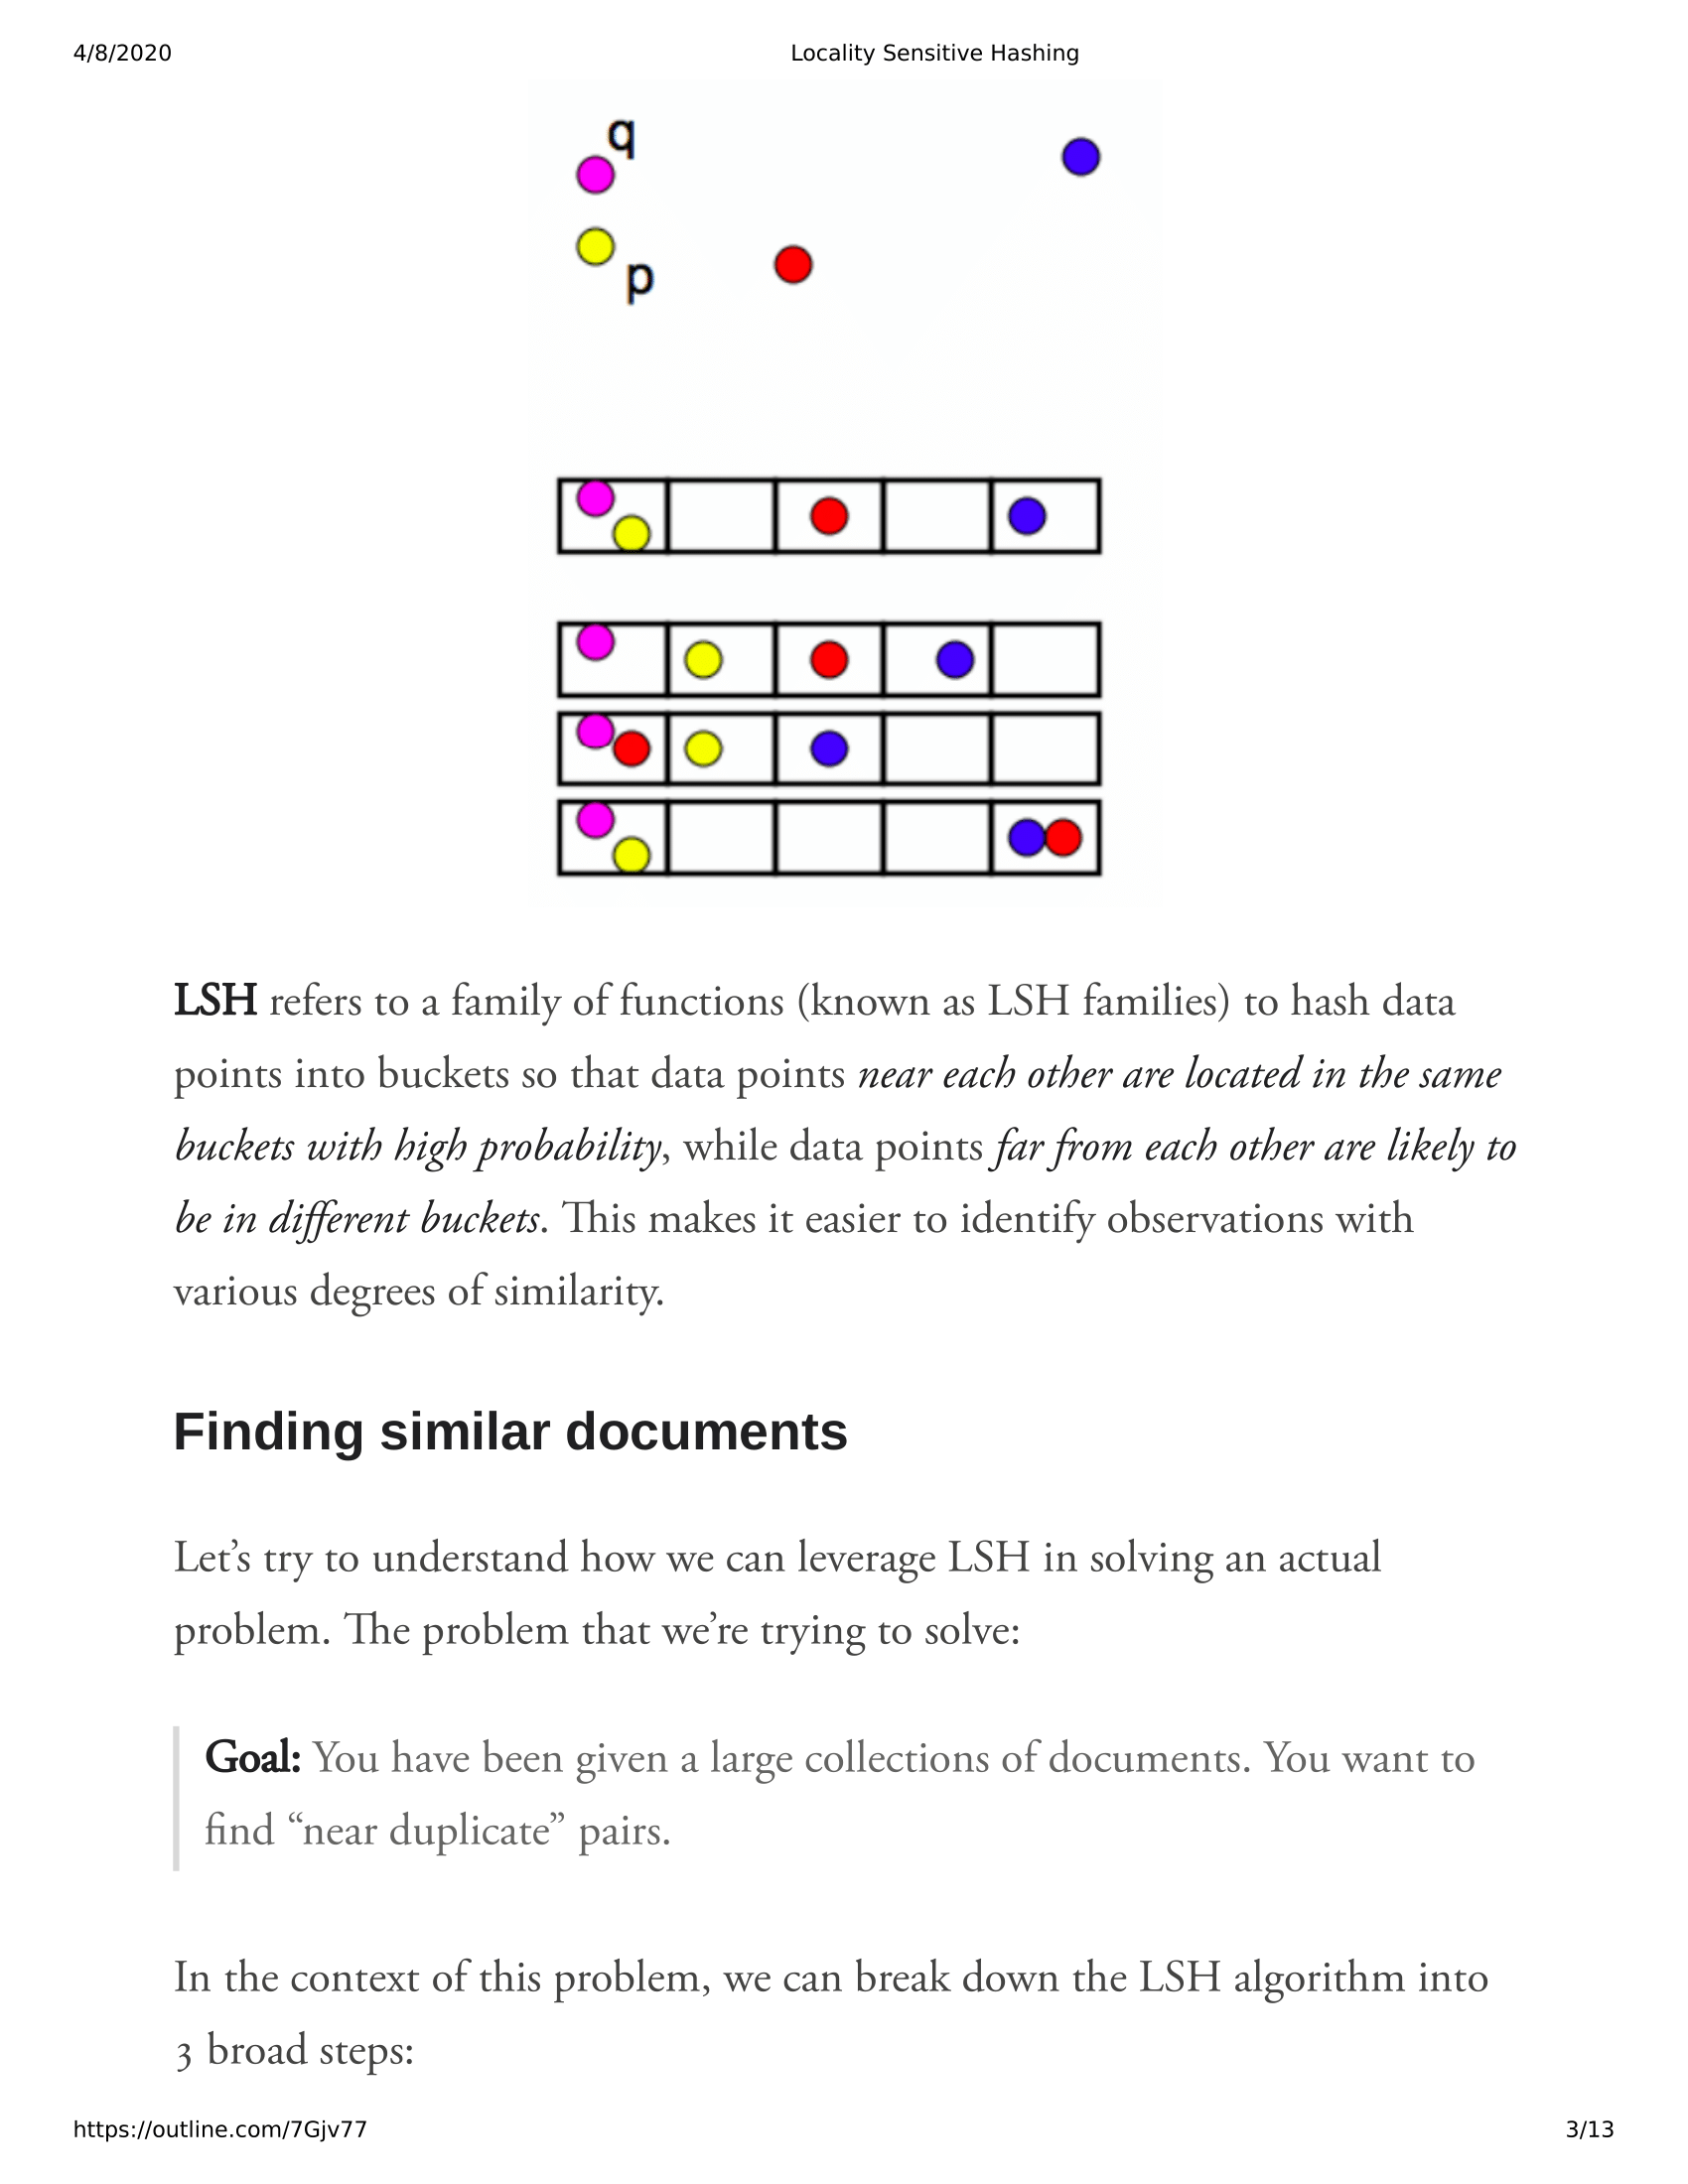 4/8/2020
Locality Sensitive Hashing
q
p
LSH refers to a family of functions (known as LSH families) to hash data
points into buckets so that data points near each other are located in the same
buckets with high probability, while data points far from each other are likely to
be in different buckets. This makes it easier to identify observations with
various degrees of similarity.
Finding similar documents
Let’s try to understand how we can leverage LSH in solving an actual
problem. The problem that we’re trying to solve:
Goal: You have been given a large collections of documents. You want to
find “near duplicate” pairs.
In the context of this problem, we can break down the LSH algorithm into
3 broad steps:
https://outline.com/7Gjv77
3/13